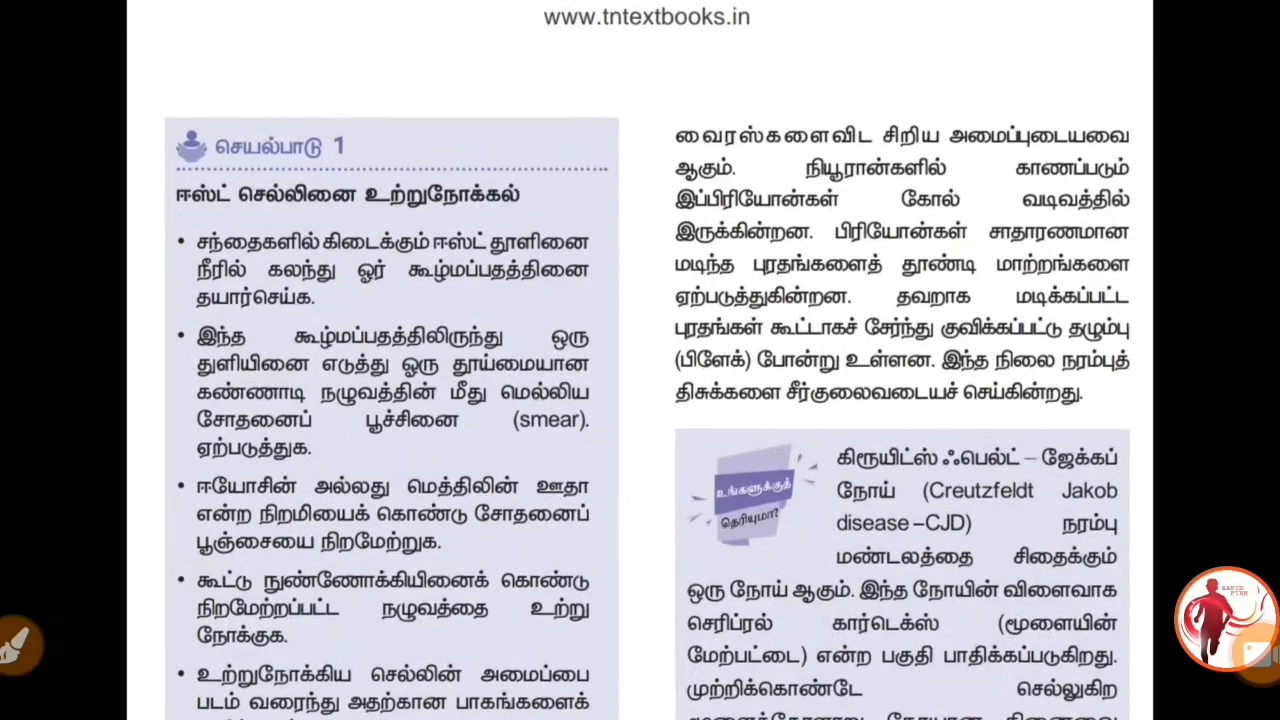 www.tntextbooks.in
செயல்பாடு 1
ஈஸ்ட் செல்லினை உற்றுநோக்கல்
• சந்தைகளில் கிடைக்கும் ஈஸ்ட் தூளினை
நீரில் கலந்து ஓர் கூழ்மப்பதத்தினை
தயார்செய்க.
• இந்த கூழ்மப்பதத்திலிருந்து ஒரு
துளியினை எடுத்து ஓரு தூய்மையான
கண்ணாடி நழுவத்தின் மீது மெல்லிய
சோதனைப் பூச்சினை (smear).
ஏற்படுத்துக.
• ஈயோசின் அல்லது மெத்திலின் ஊதா
என்ற நிறமியைக் கொண்டு சோதனைப்
பூஞ்சையை நிறமேற்றுக.
• கூட்டு நுண்ணோக்கியினைக் கொண்டு
நிறமேற்றப்பட்ட நழுவத்தை உற்று
நோக்குக.
• உற்றுநோக்கிய செல்லின் அமைப்பை
படம் வரைந்து அதற்கான பாகங்களைக்
வைரஸ்களைவிட சிறிய அமைப்புடையவை
ஆகும். நியூரான்களில் காணப்படும்
இப்பிரியோன்கள் கோல் வடிவத்தில்
இருக்கின்றன. பிரியோன்கள் சாதாரணமான
மடிந்த புரதங்களைத் தூண்டி மாற்றங்களை
ஏற்படுத்துகின்றன. தவறாக மடிக்கப்பட்ட
புரதங்கள் கூட்டாகச் சேர்ந்து குவிக்கப்பட்டு தழும்பு
(பிளேக்) போன்று உள்ளன. இந்த நிலை நரம்புத்
திசுக்களை சீர்குலைவடையச் செய்கின்றது.
உங்களுக்குத்
தெரியுமா?
கிரூயிட்ஸ் ஃபெல்ட் – ஜேக்கப்
நோய் (Creutzfeldt Jakob
disease –CJD) நரம்பு
மண்டலத்தை சிதைக்கும்
ஒரு நோய் ஆகும். இந்த நோயின் விளைவாக
செரிப்ரல் கார்டெக்ஸ் (மூளையின்
மேற்பட்டை) என்ற பகுதி பாதிக்கப்படுகிறது.
முற்றிக்கொண்டே செல்லுகிற
RAPID
FIRE